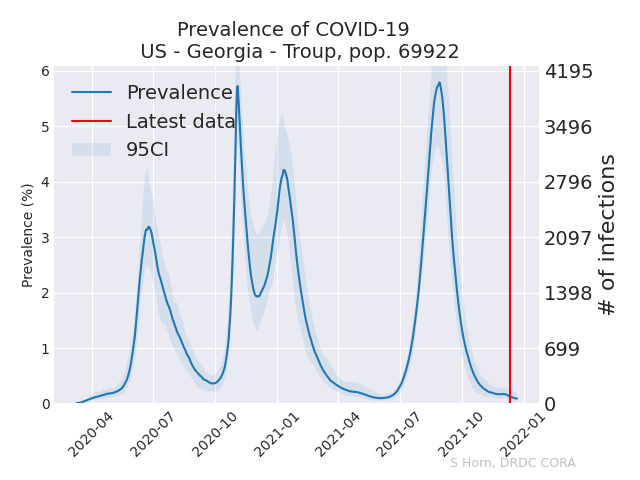 Prevalence of COVID-19
US - Georgia - Troup, pop. 69922
Prevalence
Latest data
95CI
Prevalence (%)
6
5
4
3
2
1
0
4195
3496
2796
2097
1398
699
0
# of infections
2020-04
2020-07
2020-10
2021-01
2021-04
2021-07
2021-10
2022-01
S Horn, DRDC CORA